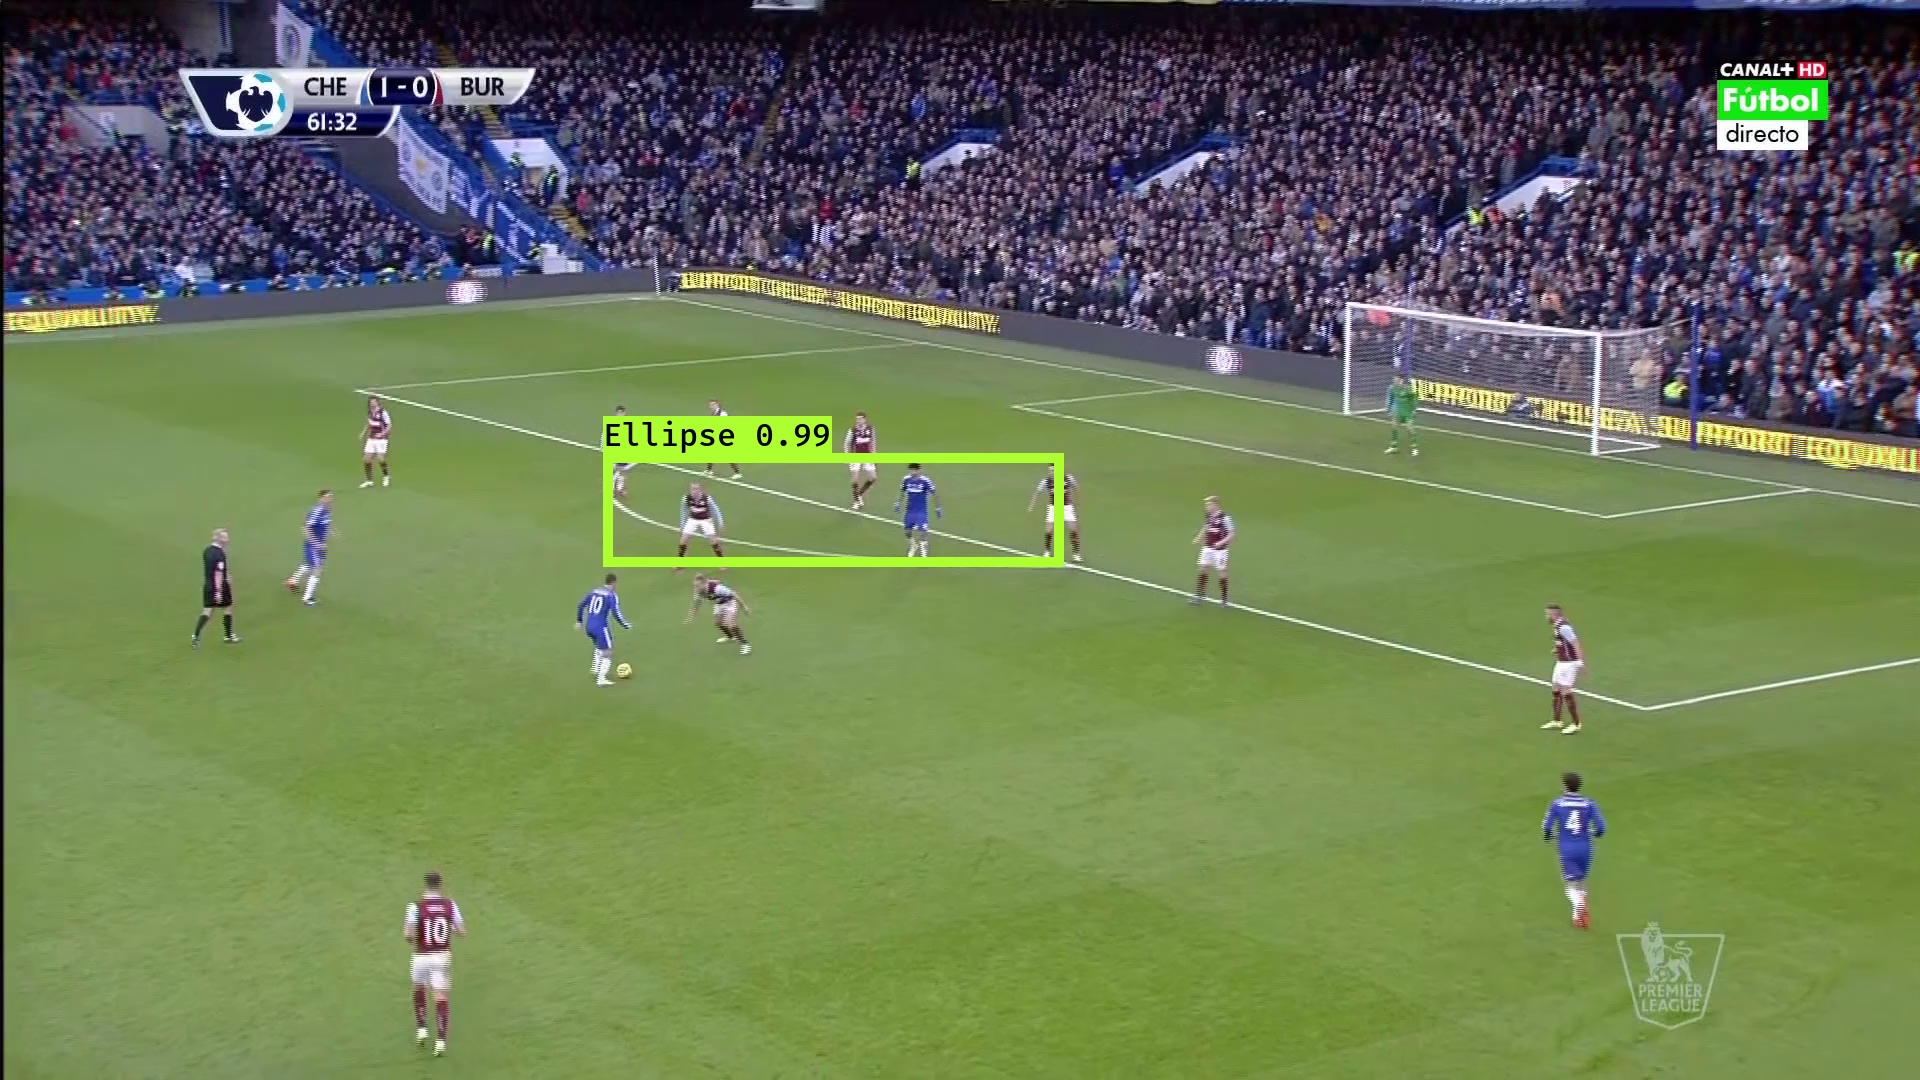 CHE 1-0 BUR
61:32
CANAL+ HD
Fútbol
directo
Ellipse 0.99
10
4
10
PREMIER
LEAGUE